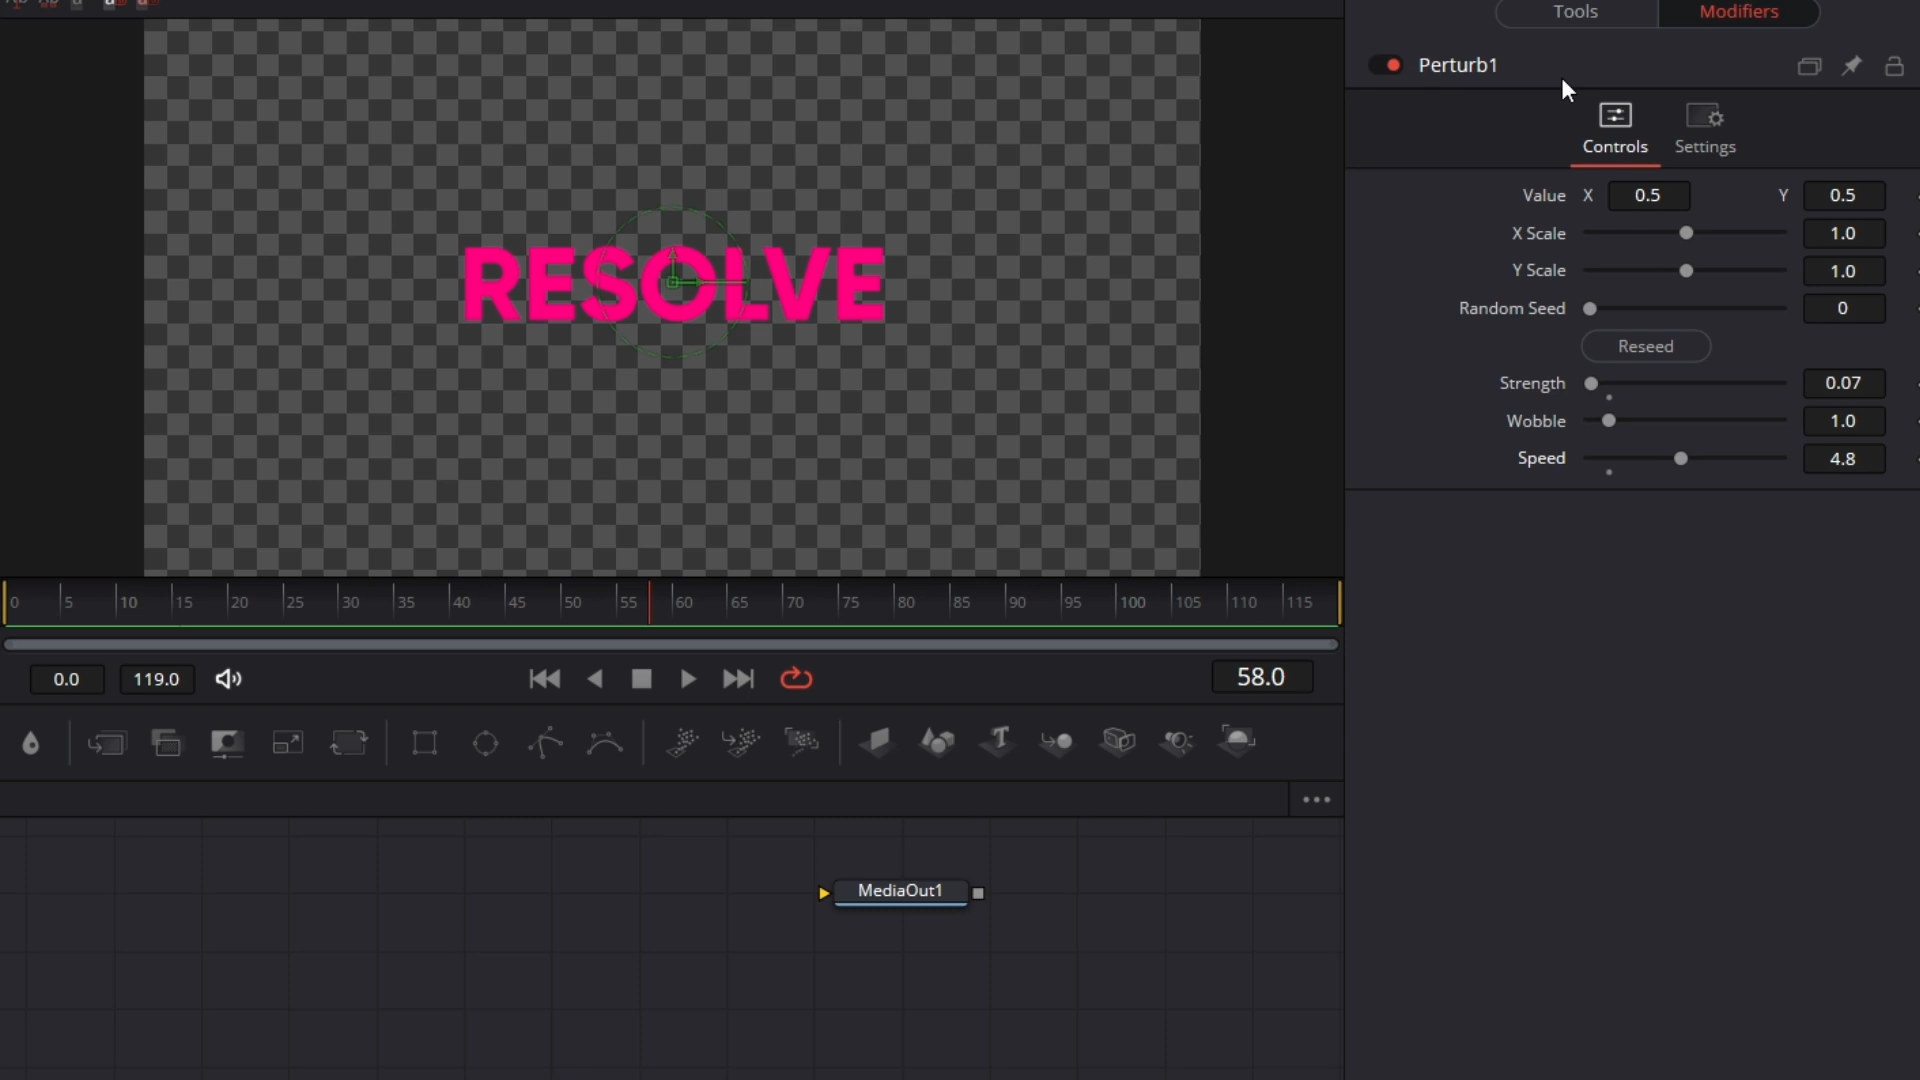 Tools Modifiers
Perturb1
Controls Settings
Value X 0.5 Y 0.5
X Scale 1.0
Y Scale 1.0
Random Seed 0
Reseed
Strength 0.07
Wobble 1.0
Speed 4.8
RESOLVE
0 5 10 15 20 25 30 35 40 45 50 55 60 65 70 75 80 85 90 95 100 105 110 115
0.0 119.0 58.0
MediaOut1